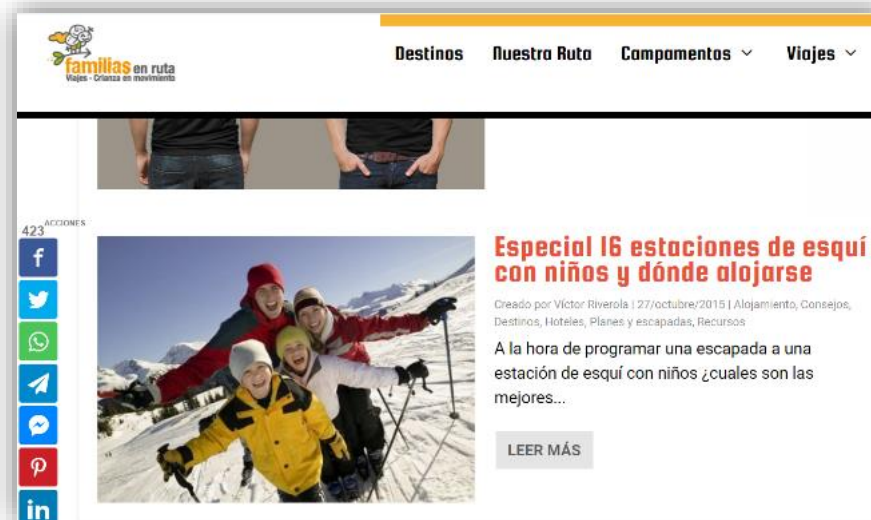 familias en ruta
Viajes - Crianza en movimiento
Destinos Nuestra Ruta Campamentos Viajes
423 ACCIONES
Especial 16 estaciones de esquí
con niños y dónde alojarse
Creado por Víctor Riverola | 27/octubre/2015 | Alojamiento, Consejos,
Destinos, Hoteles, Planes y escapadas, Recursos
A la hora de programar una escapada a una
estación de esquí con niños ¿cuales son las
mejores...
LEER MÁS